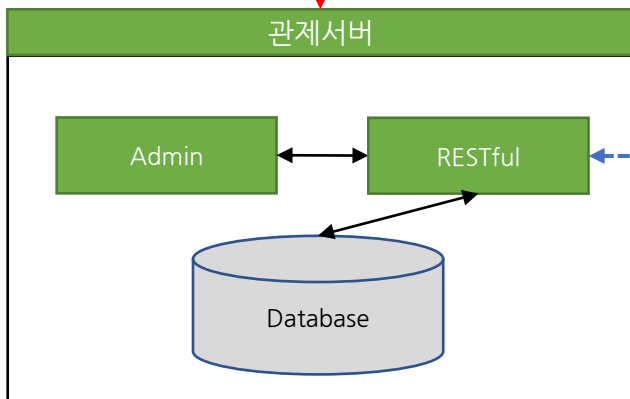 관제서버
Admin
RESTful
Database